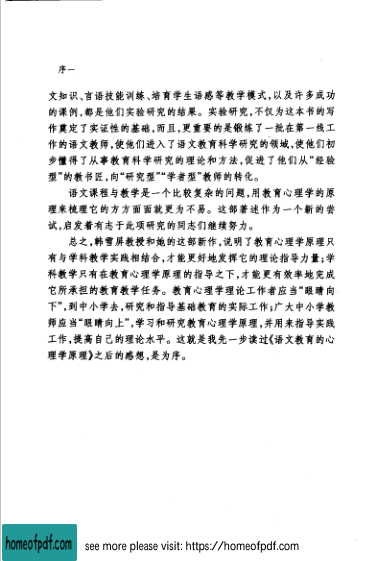 序一
文知识、言语技能训练、培育学生语感等教学模式,以及许多成功
的课例,都是他们实验研究的结果。实验研究,不仅为这本书的写
作奠定了实证性的基础,而且,更重要的是锻炼了一批在第一线工
作的语文教师,使他们进入了语文教育科学研究的领域,使他们初
步懂得了从事教育科学研究的理论和方法,促进了他们从“经验
型”的教书匠,向“研究型”“学者型”教师的转化。
语文课程与教学是一个比较复杂的问题,用教育心理学的原
理来梳理它的方方面面就更为不易。这部著述作为一个新的尝
试,启发着有志于此项研究的同志们继续努力。
总之,韩雪屏教授和她的这部新作,说明了教育心理学原理只
有与学科教学实践相结合,才能更好地发挥它的理论指导力量;学
科教学只有在教育心理学原理的指导之下,才能更有效率地完成
它所承担的教育教学任务。教育心理学理论工作者应当“眼睛向
下”,到中小学去,研究和指导基础教育的实际工作;广大中小学教
师应当“眼睛向上”,学习和研究教育心理学原理,并用来指导实践
工作,提高自己的理论水平。这就是我先一步读过《语文教育的心
理学原理》之后的感想,是为序。
homeofpdf.com
see more please visit: https://homeofpdf.com